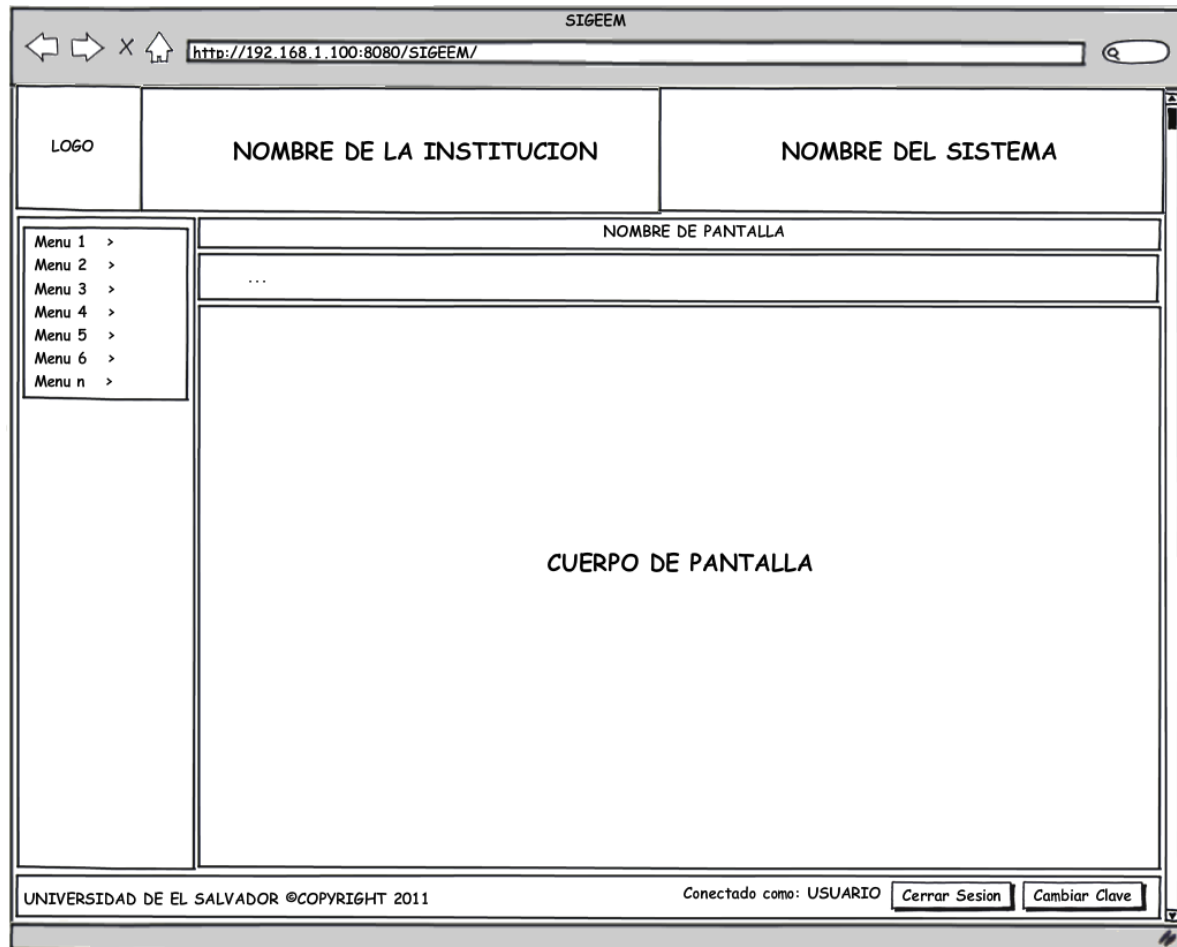 SIGEEM
http://192.168.1.100:8080/SIGEEM/
LOGO
NOMBRE DE LA INSTITUCION
NOMBRE DEL SISTEMA
Menu 1 >
Menu 2 >
Menu 3 >
Menu 4 >
Menu 5 >
Menu 6 >
Menu n >
NOMBRE DE PANTALLA
...
CUERPO DE PANTALLA
UNIVERSIDAD DE EL SALVADOR ©COPYRIGHT 2011
Conectado como: USUARIO
Cerrar Sesion
Cambiar Clave